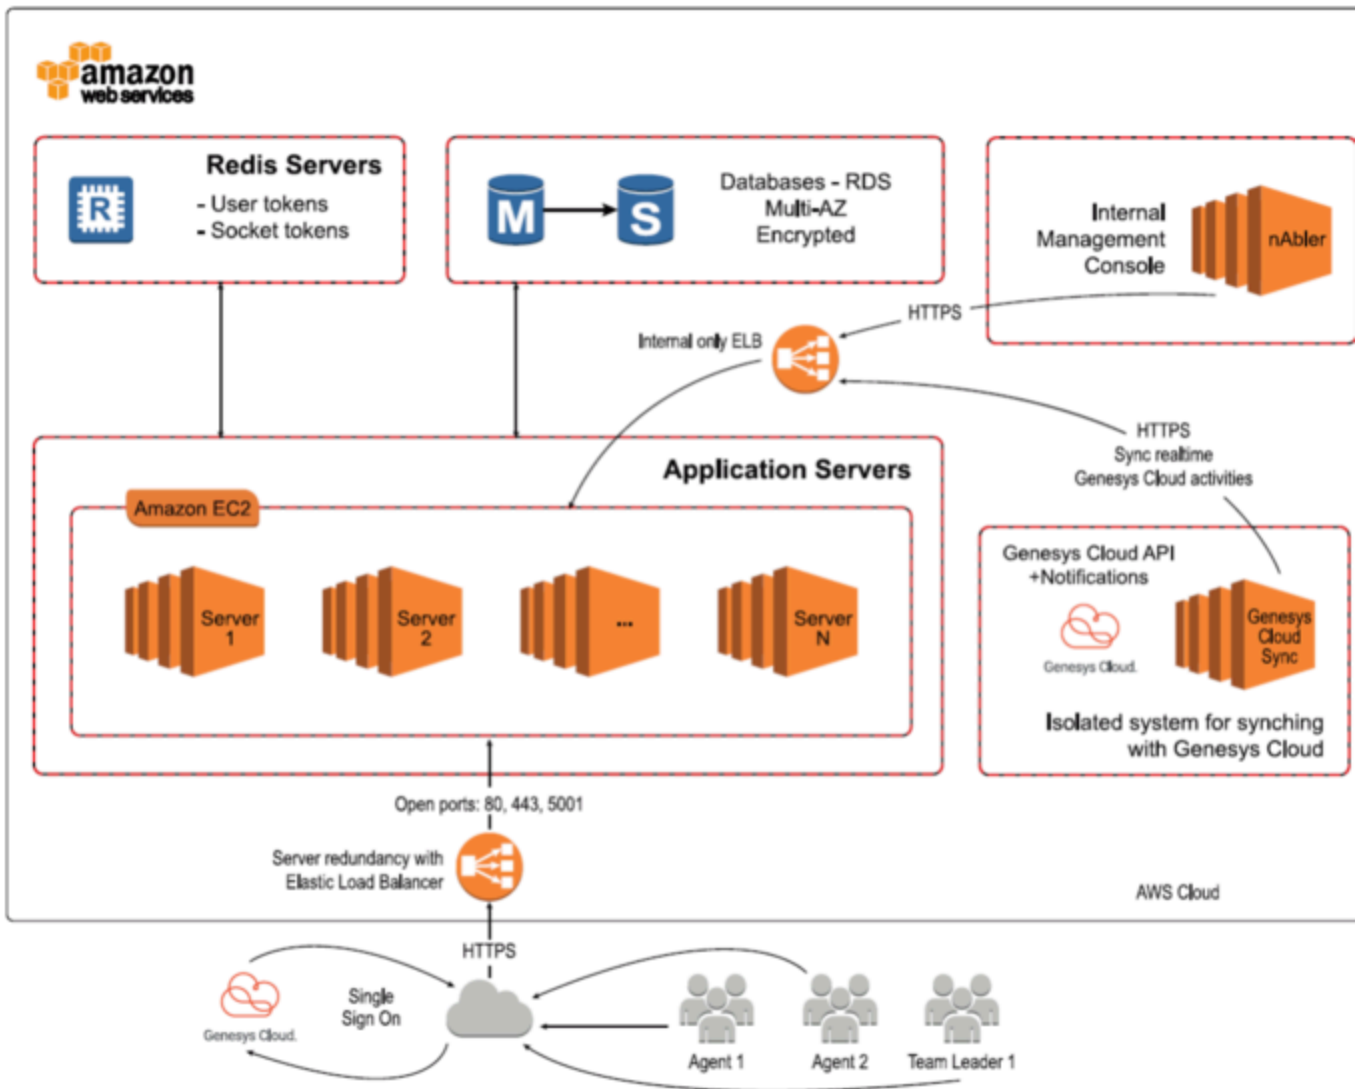 amazon
web services
Redis Servers
- User tokens
- Socket tokens
R
M
S
Databases - RDS
Multi-AZ
Encrypted
Internal
Management
Console
nAbler
HTTPS
Internal only ELB
HTTPS
Sync realtime
Genesys Cloud activities
Application Servers
Amazon EC2
Server
1
Server
2
...
Server
N
Genesys Cloud API
+Notifications
Genesys Cloud.
Genesys
Cloud
Sync
Isolated system for synching
with Genesys Cloud
Open ports: 80, 443, 5001
Server redundancy with
Elastic Load Balancer
AWS Cloud
HTTPS
Single
Sign On
Genesys Cloud.
Agent 1
Agent 2
Team Leader 1